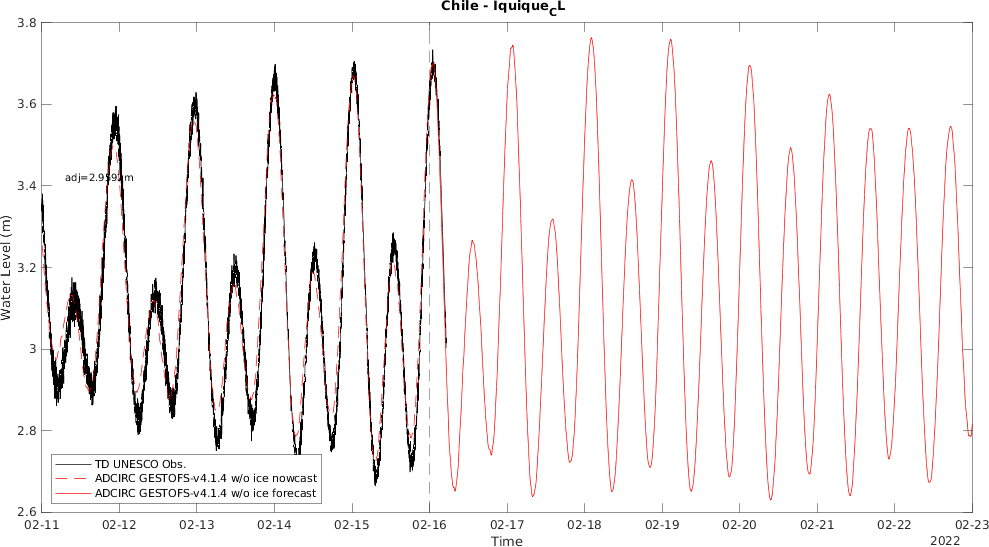 Chile - Iquique_CL
3.8
3.6
3.4
3.2
3
2.8
2.6
Water Level (m)
adj=2.9592m
TD UNESCO Obs.
ADCIRC GESTOFS-v4.1.4 w/o ice nowcast
ADCIRC GESTOFS-v4.1.4 w/o ice forecast
02-11 02-12 02-13 02-14 02-15 02-16 02-17 02-18 02-19 02-20 02-21 02-22 02-23
Time
2022